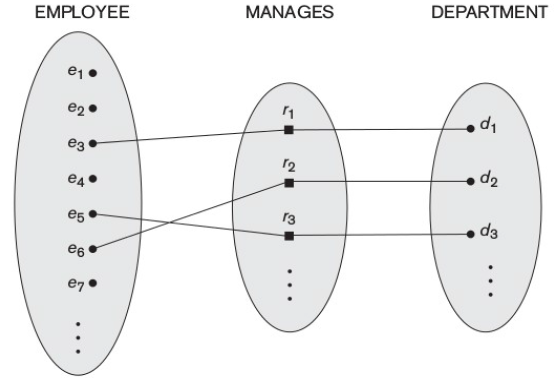 EMPLOYEE MANAGES DEPARTMENT
e1
e2
e3
e4
e5
e6
e7
r1
r2
r3
d1
d2
d3